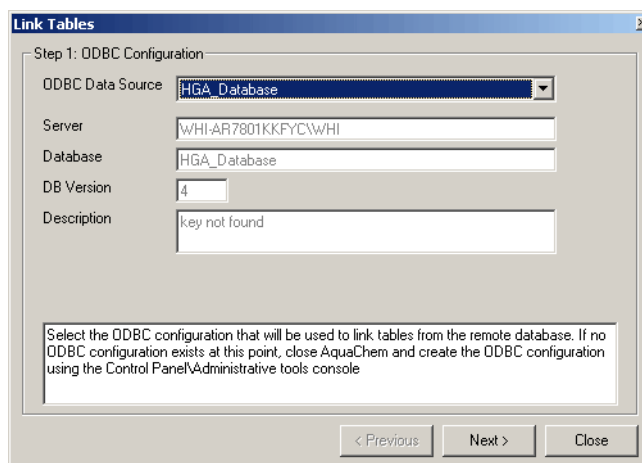 Link Tables
Step 1: ODBC Configuration
ODBC Data Source HGA_Database
Server WHI-AR7801KKFYC\WHI
Database HGA_Database
DB Version 4
Description key not found
Select the ODBC configuration that will be used to link tables from the remote database. If no
ODBC configuration exists at this point, close AquaChem and create the ODBC configuration
using the Control Panel\Administrative tools console
< Previous Next > Close